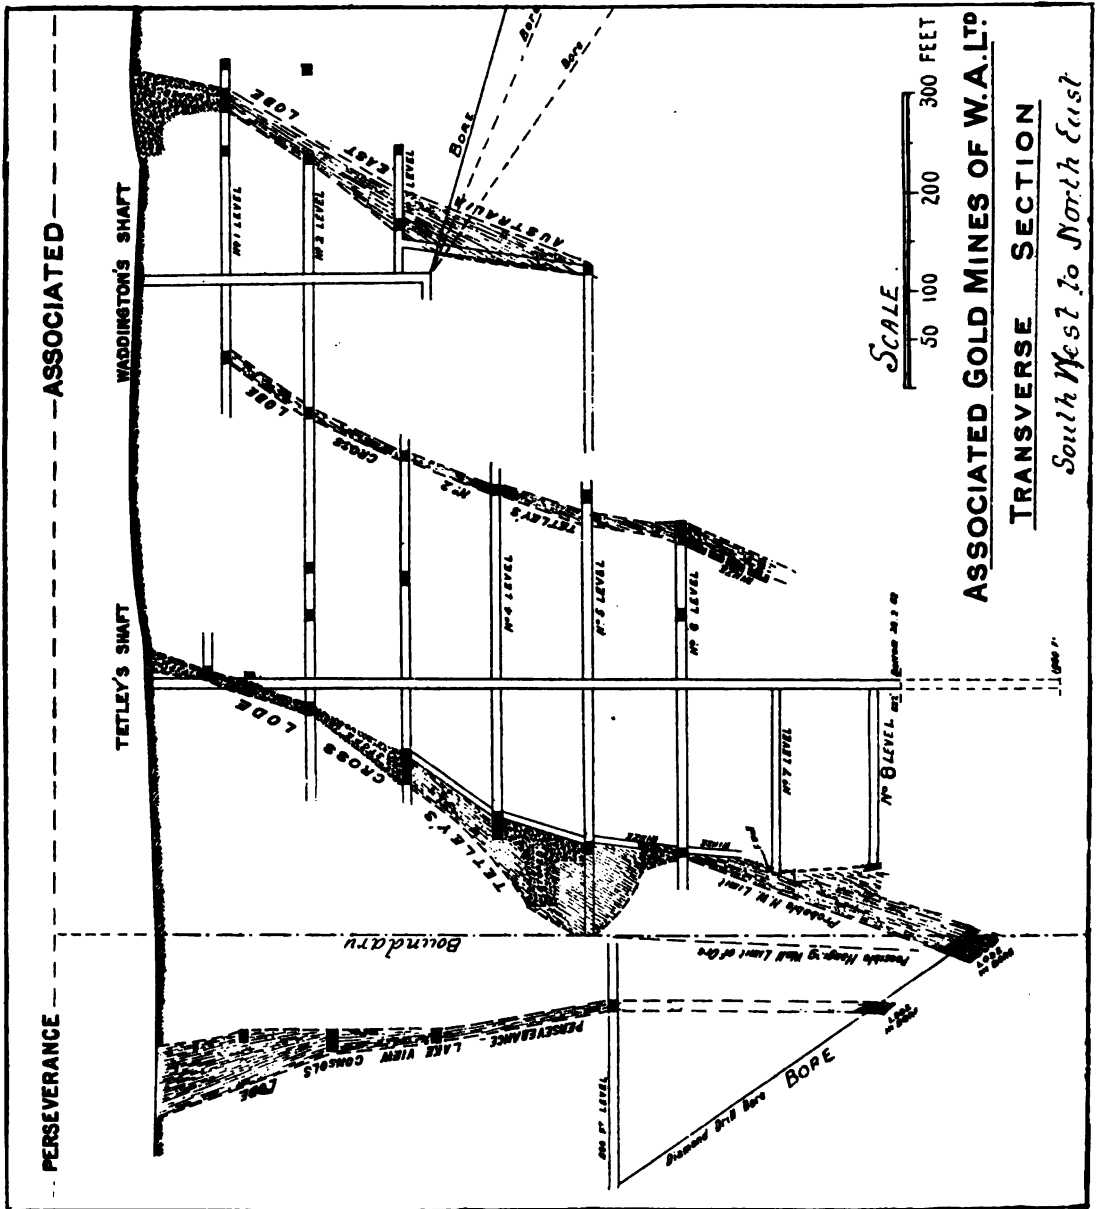 PERSEVERANCE
ASSOCIATED
TETLEY'S SHAFT
WADDINGTON'S SHAFT
LODE
LAKE VIEW CONSOLS
PERSEVERANCE
Boundary
TETLEY'S
CROSS
LODE
TETLEY'S
No. 2
CROSS
LODE
AUSTRALIA
EAST
LODE
No 1 LEVEL
No 2 LEVEL
LEVEL
No 4 LEVEL
No 5 LEVEL
No 6 LEVEL
No 7 LEVEL
No 8 LEVEL
WINZE
WINZE
Probable H.W. Limit
Possible Hanging Wall Limit of Ore
LODE
IN BORE
LODE
IN BORE
LEVEL
Diamond Drill Bore
BORE
BORE
Bore
Bore
SCALE
50 100 200 300 FEET
ASSOCIATED GOLD MINES OF W.A. LTD.
TRANSVERSE SECTION
South West to North East